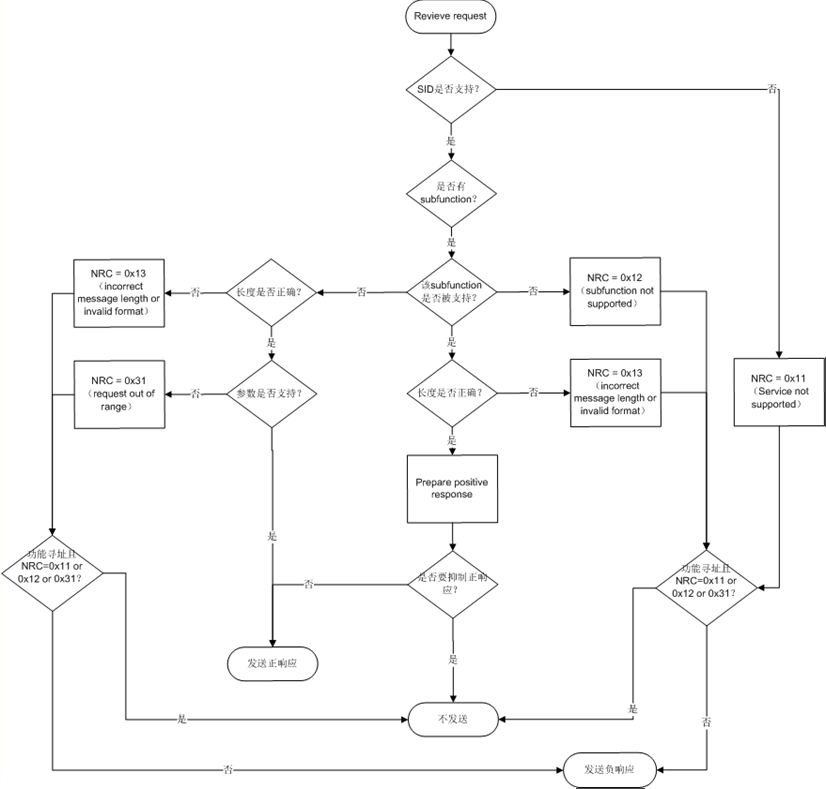 Revieve request
SID是否支持?
否
是
是否有
subfunction?
是
NRC = 0x13
(incorrect
message length or
invalid format)
否
长度是否正确?
否
该subfunction
是否被支持?
否
NRC = 0x12
(subfunction not
supported)
是
是
NRC = 0x31
(request out of
range)
否
参数是否支持?
长度是否正确?
否
NRC = 0x13
(incorrect
message length or
invalid format)
NRC = 0x11
(Service not
supported)
是
Prepare positive
response
是
功能寻址且
NRC=0x11 or
0x12 or 0x31?
否
是否要抑制正响
应?
功能寻址且
NRC=0x11 or
0x12 or 0x31?
发送正响应
是
是
不发送
是
否
否
发送负响应